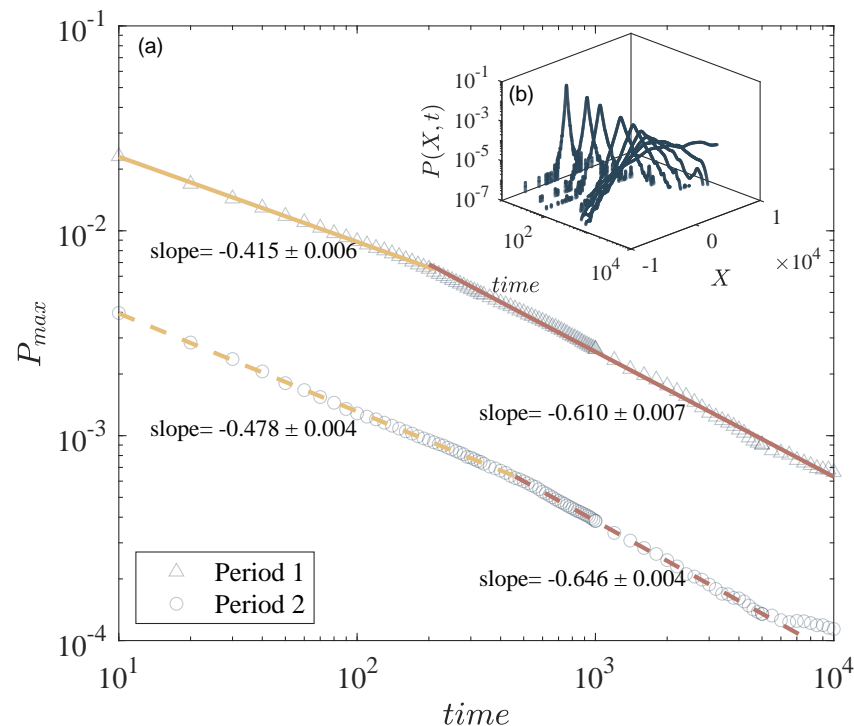 (a)
(b)
10^-1
10^-2
10^-3
10^-4
P_max
10^1
10^2
10^3
10^4
time
slope= -0.415 ± 0.006
slope= -0.610 ± 0.007
slope= -0.478 ± 0.004
slope= -0.646 ± 0.004
Period 1
Period 2
P(X, t)
10^-1
10^-3
10^-5
10^-7
10^2
10^4
time
-1
0
1
×10^4
X